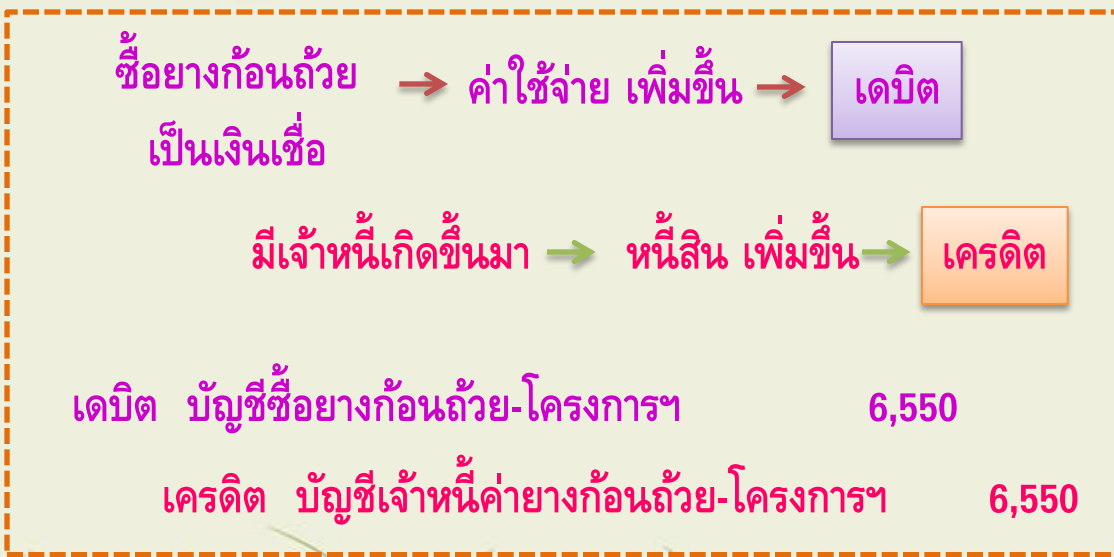 ซื้อยางก้อนถ้วย → ค่าใช้จ่าย เพิ่มขึ้น → เดบิต
เป็นเงินเชื่อ
มีเจ้าหนี้เกิดขึ้นมา → หนี้สิน เพิ่มขึ้น → เครดิต
เดบิต บัญชีซื้อยางก้อนถ้วย-โครงการฯ 6,550
เครดิต บัญชีเจ้าหนี้ค่ายางก้อนถ้วย-โครงการฯ 6,550